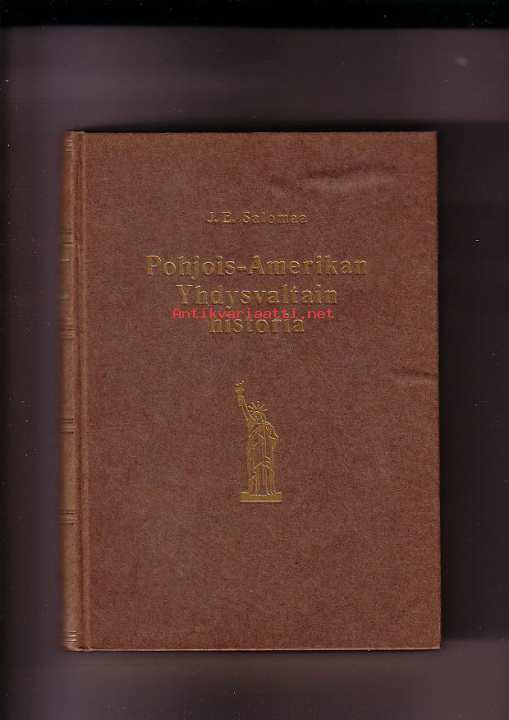 J. E. Salomaa
Pohjois-Amerikan
Yhdysvaltain
Antikvariaatti.net
historia